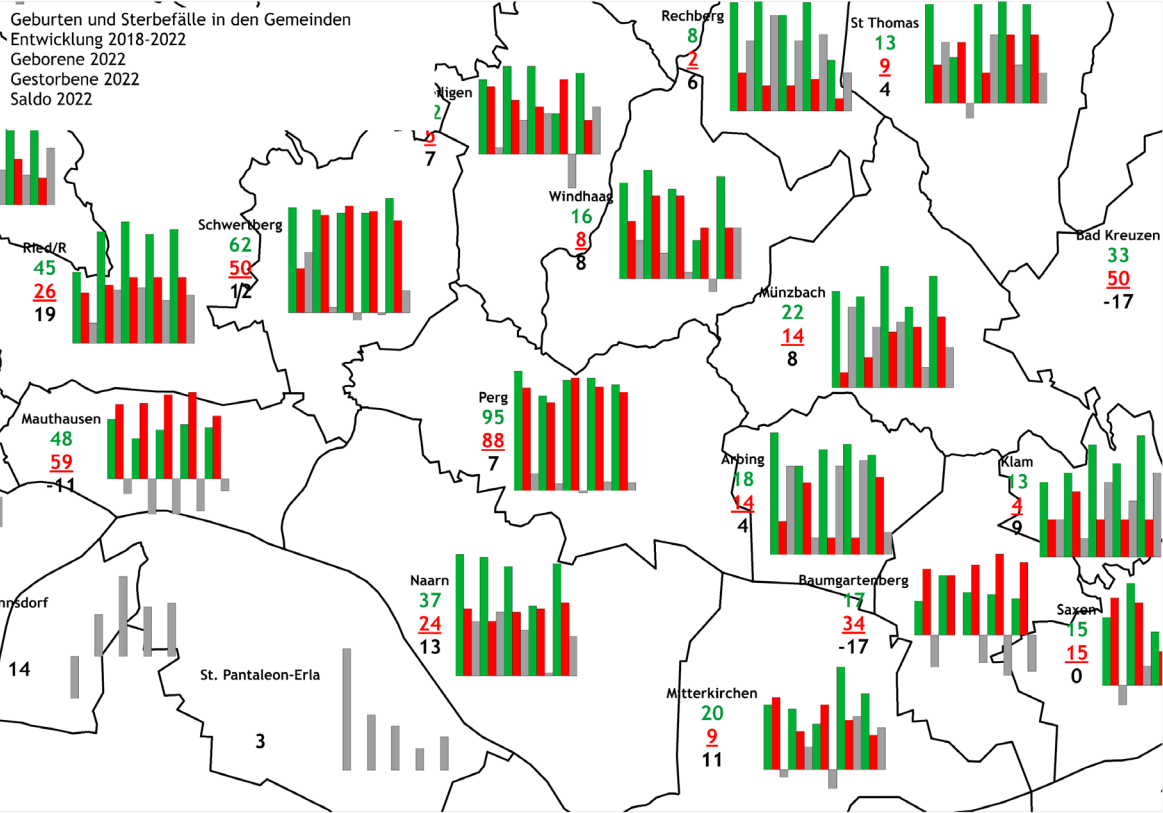 Geburten und Sterbefälle in den Gemeinden
Entwicklung 2018-2022
Geborene 2022
Gestorbene 2022
Saldo 2022
Rechberg
8
2
6
St Thomas
13
9
4
7
Windhaag
16
8
8
Schwertberg
62
50
12
Ried/R
45
26
19
Bad Kreuzen
33
50
-17
Münzbach
22
14
8
Perg
95
88
7
Mauthausen
48
59
-11
Arbing
18
14
4
Klam
13
4
9
Naarn
37
24
13
Baumgartenberg
17
34
-17
Saxen
15
15
0
14
St. Pantaleon-Erla
3
Mitterkirchen
20
9
11